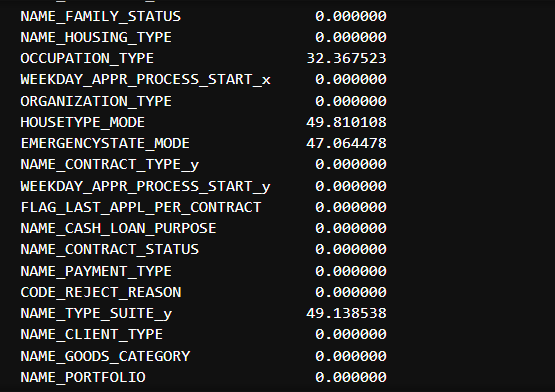 NAME_FAMILY_STATUS 0.000000
NAME_HOUSING_TYPE 0.000000
OCCUPATION_TYPE 32.367523
WEEKDAY_APPR_PROCESS_START_x 0.000000
ORGANIZATION_TYPE 0.000000
HOUSETYPE_MODE 49.810108
EMERGENCYSTATE_MODE 47.064478
NAME_CONTRACT_TYPE_y 0.000000
WEEKDAY_APPR_PROCESS_START_y 0.000000
FLAG_LAST_APPL_PER_CONTRACT 0.000000
NAME_CASH_LOAN_PURPOSE 0.000000
NAME_CONTRACT_STATUS 0.000000
NAME_PAYMENT_TYPE 0.000000
CODE_REJECT_REASON 0.000000
NAME_TYPE_SUITE_y 49.138538
NAME_CLIENT_TYPE 0.000000
NAME_GOODS_CATEGORY 0.000000
NAME_PORTFOLIO 0.000000